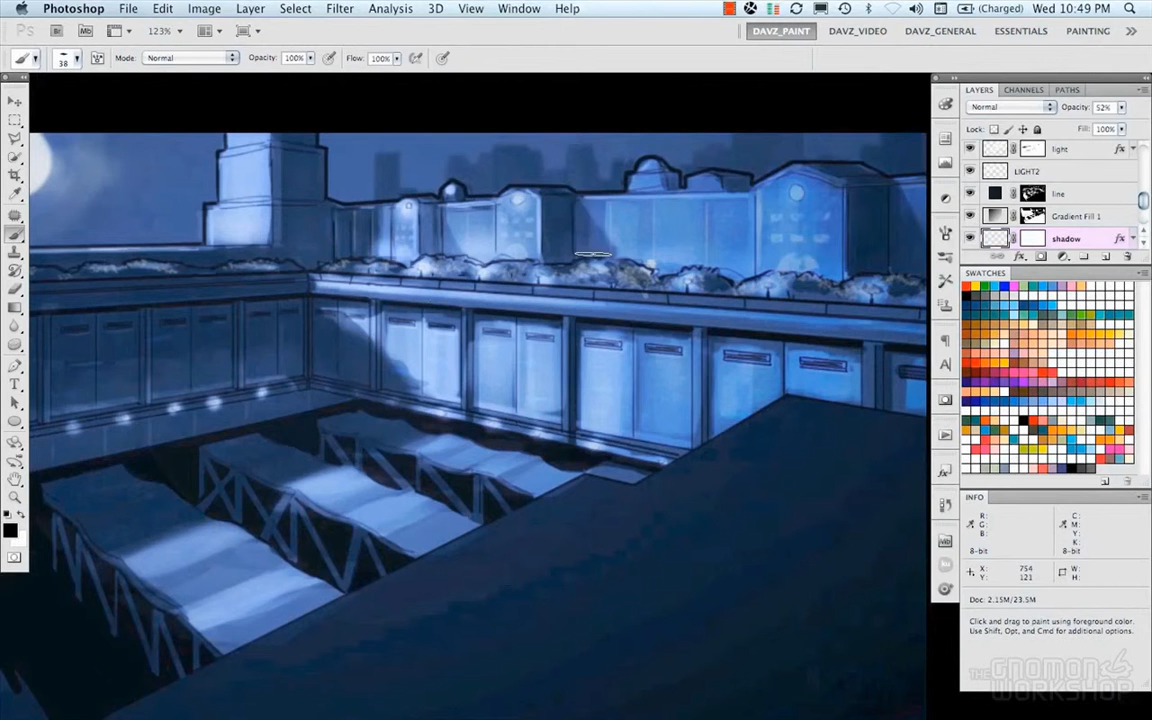 Photoshop File Edit Image Layer Select Filter Analysis 3D View Window Help (Charged) Wed 10:49 PM
Ps Br Mb 123% DAVZ_PAINT DAVZ_VIDEO DAVZ_GENERAL ESSENTIALS PAINTING
38 Mode: Normal Opacity: 100% Flow: 100%
LAYERS CHANNELS PATHS
Normal Opacity: 52%
Lock: Fill: 100%
light fx
LIGHT2
line
Gradient Fill 1
shadow fx
SWATCHES
INFO
R: C:
G: M:
B: Y:
K:
8-bit 8-bit
X: 754 W:
Y: 121 H:
Doc: 2.15M/23.5M
Click and drag to paint using foreground color.
Use Shift, Opt, and Cmd for additional options.
THE GNOMON
WORKSHOP